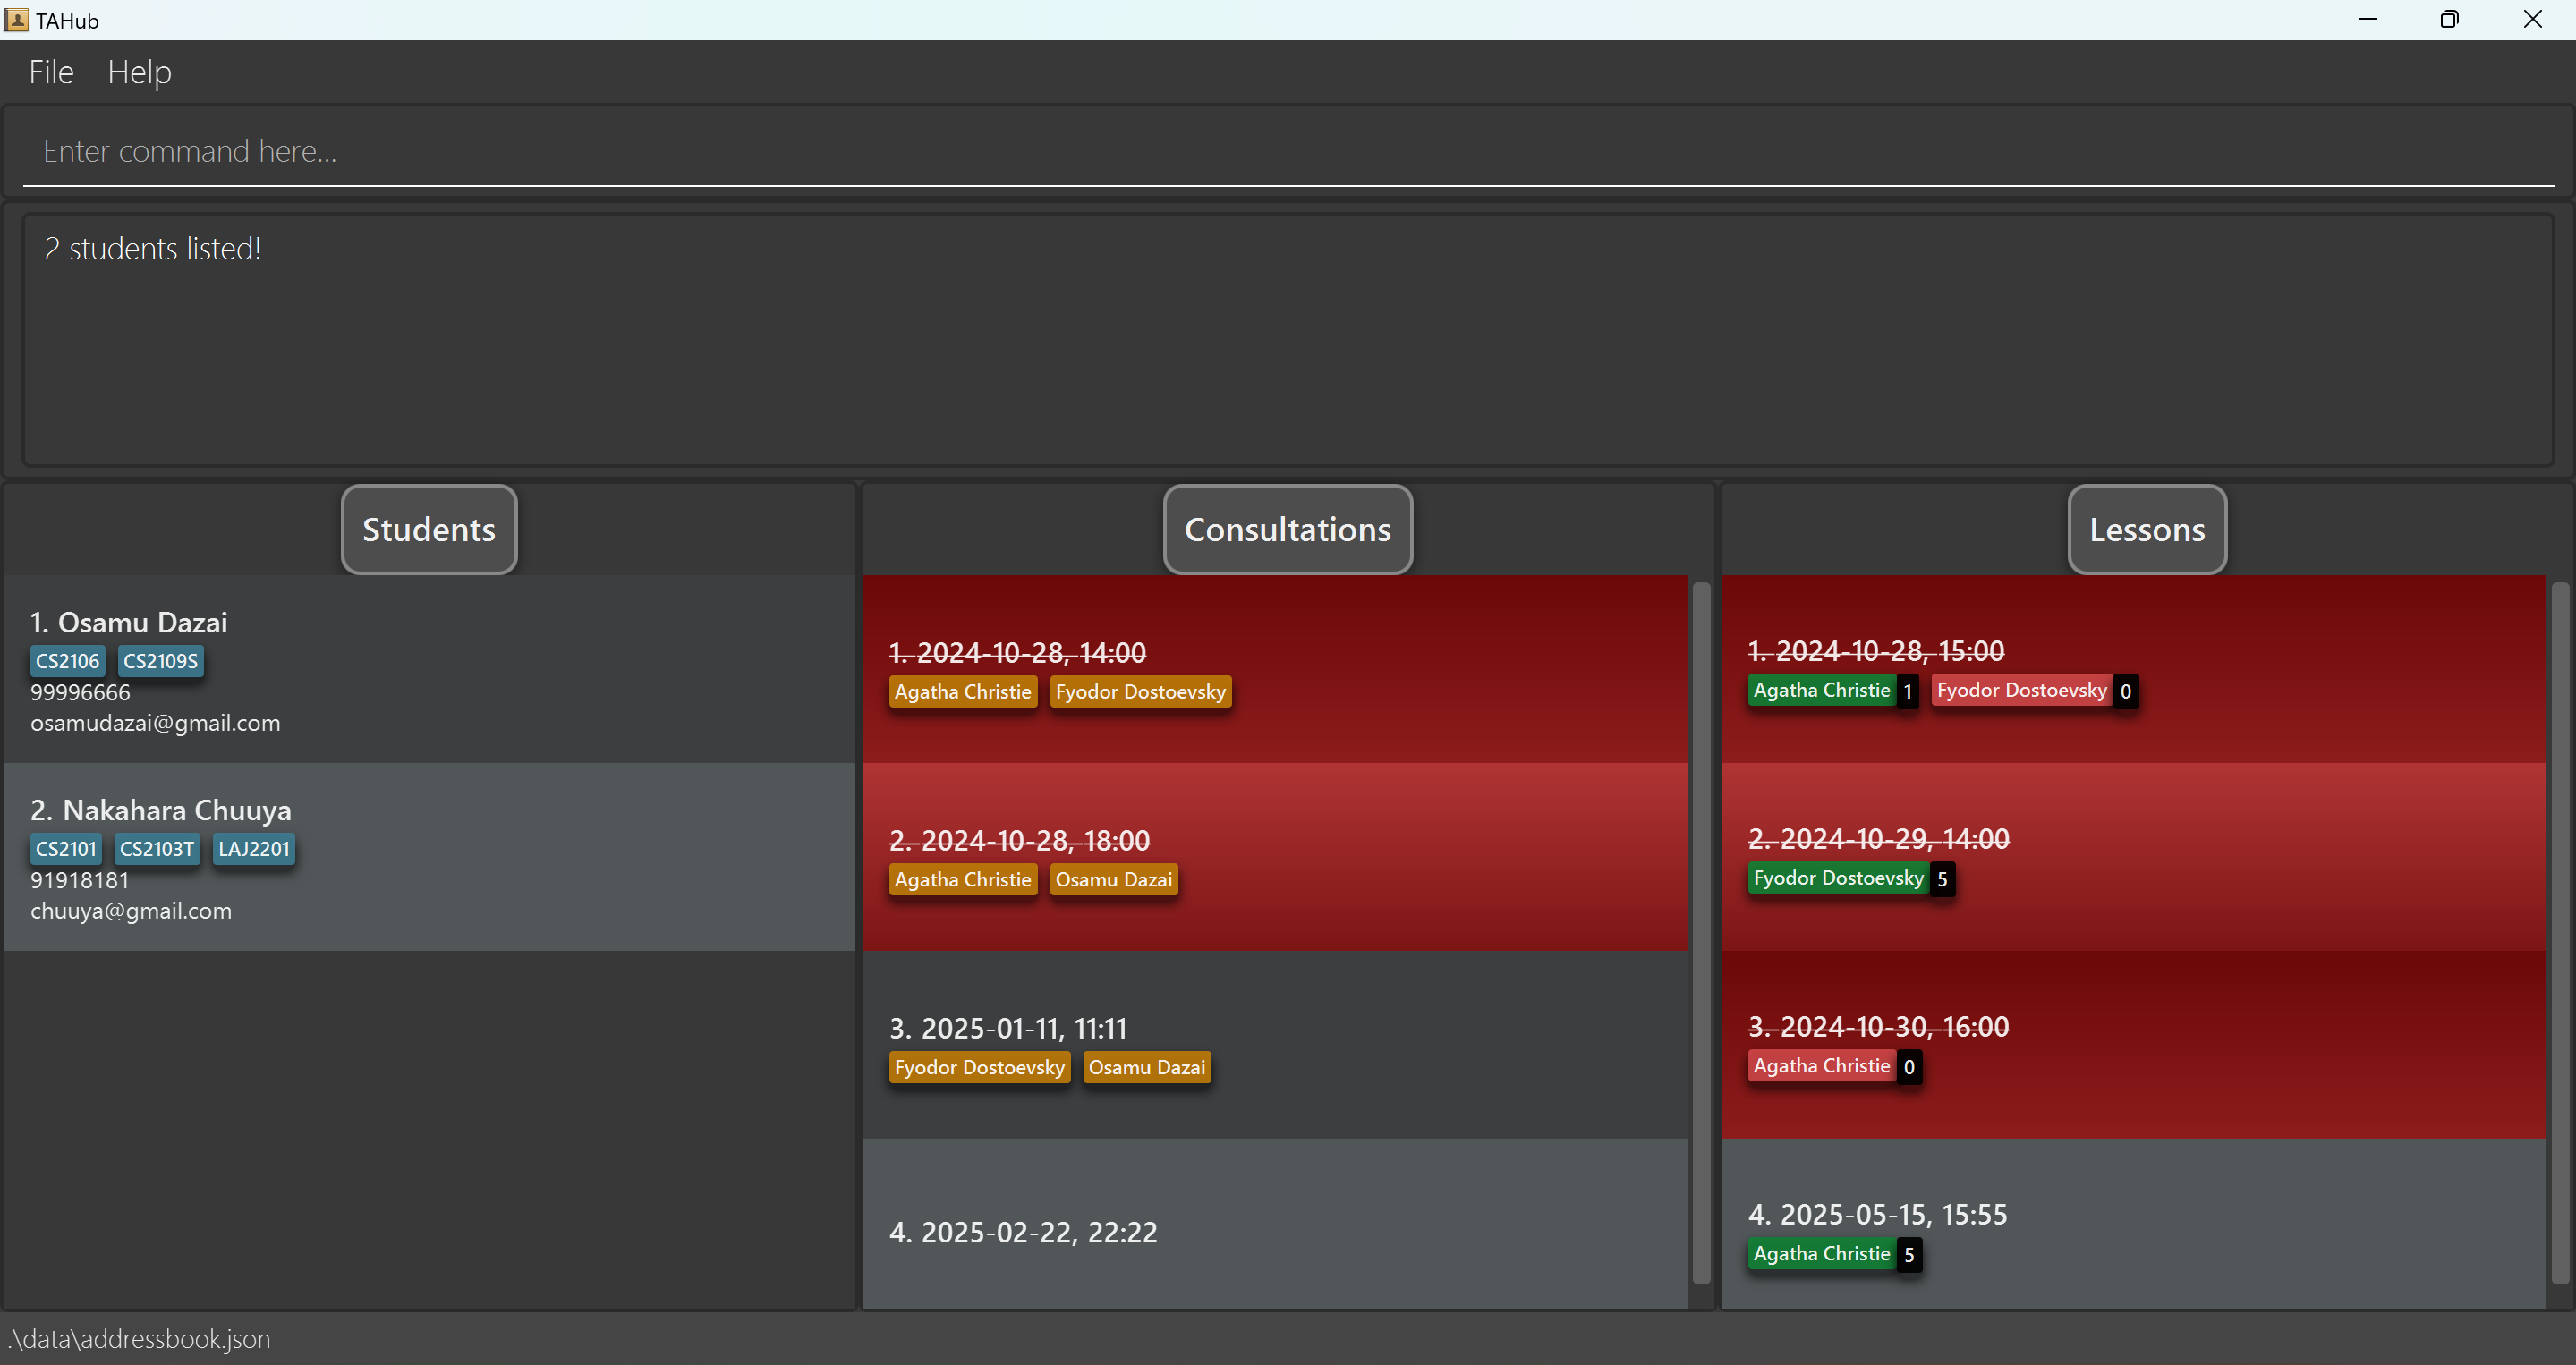 TAHub
File Help
Enter command here...
2 students listed!
Students
1. Osamu Dazai
CS2106 CS2109S
99996666
osamudazai@gmail.com
2. Nakahara Chuuya
CS2101 CS2103T LAJ2201
91918181
chuuya@gmail.com
Consultations
1. 2024-10-28, 14:00
Agatha Christie Fyodor Dostoevsky
2. 2024-10-28, 18:00
Agatha Christie Osamu Dazai
3. 2025-01-11, 11:11
Fyodor Dostoevsky Osamu Dazai
4. 2025-02-22, 22:22
Lessons
1. 2024-10-28, 15:00
Agatha Christie 1 Fyodor Dostoevsky 0
2. 2024-10-29, 14:00
Fyodor Dostoevsky 5
3. 2024-10-30, 16:00
Agatha Christie 0
4. 2025-05-15, 15:55
Agatha Christie 5
.\data\addressbook.json